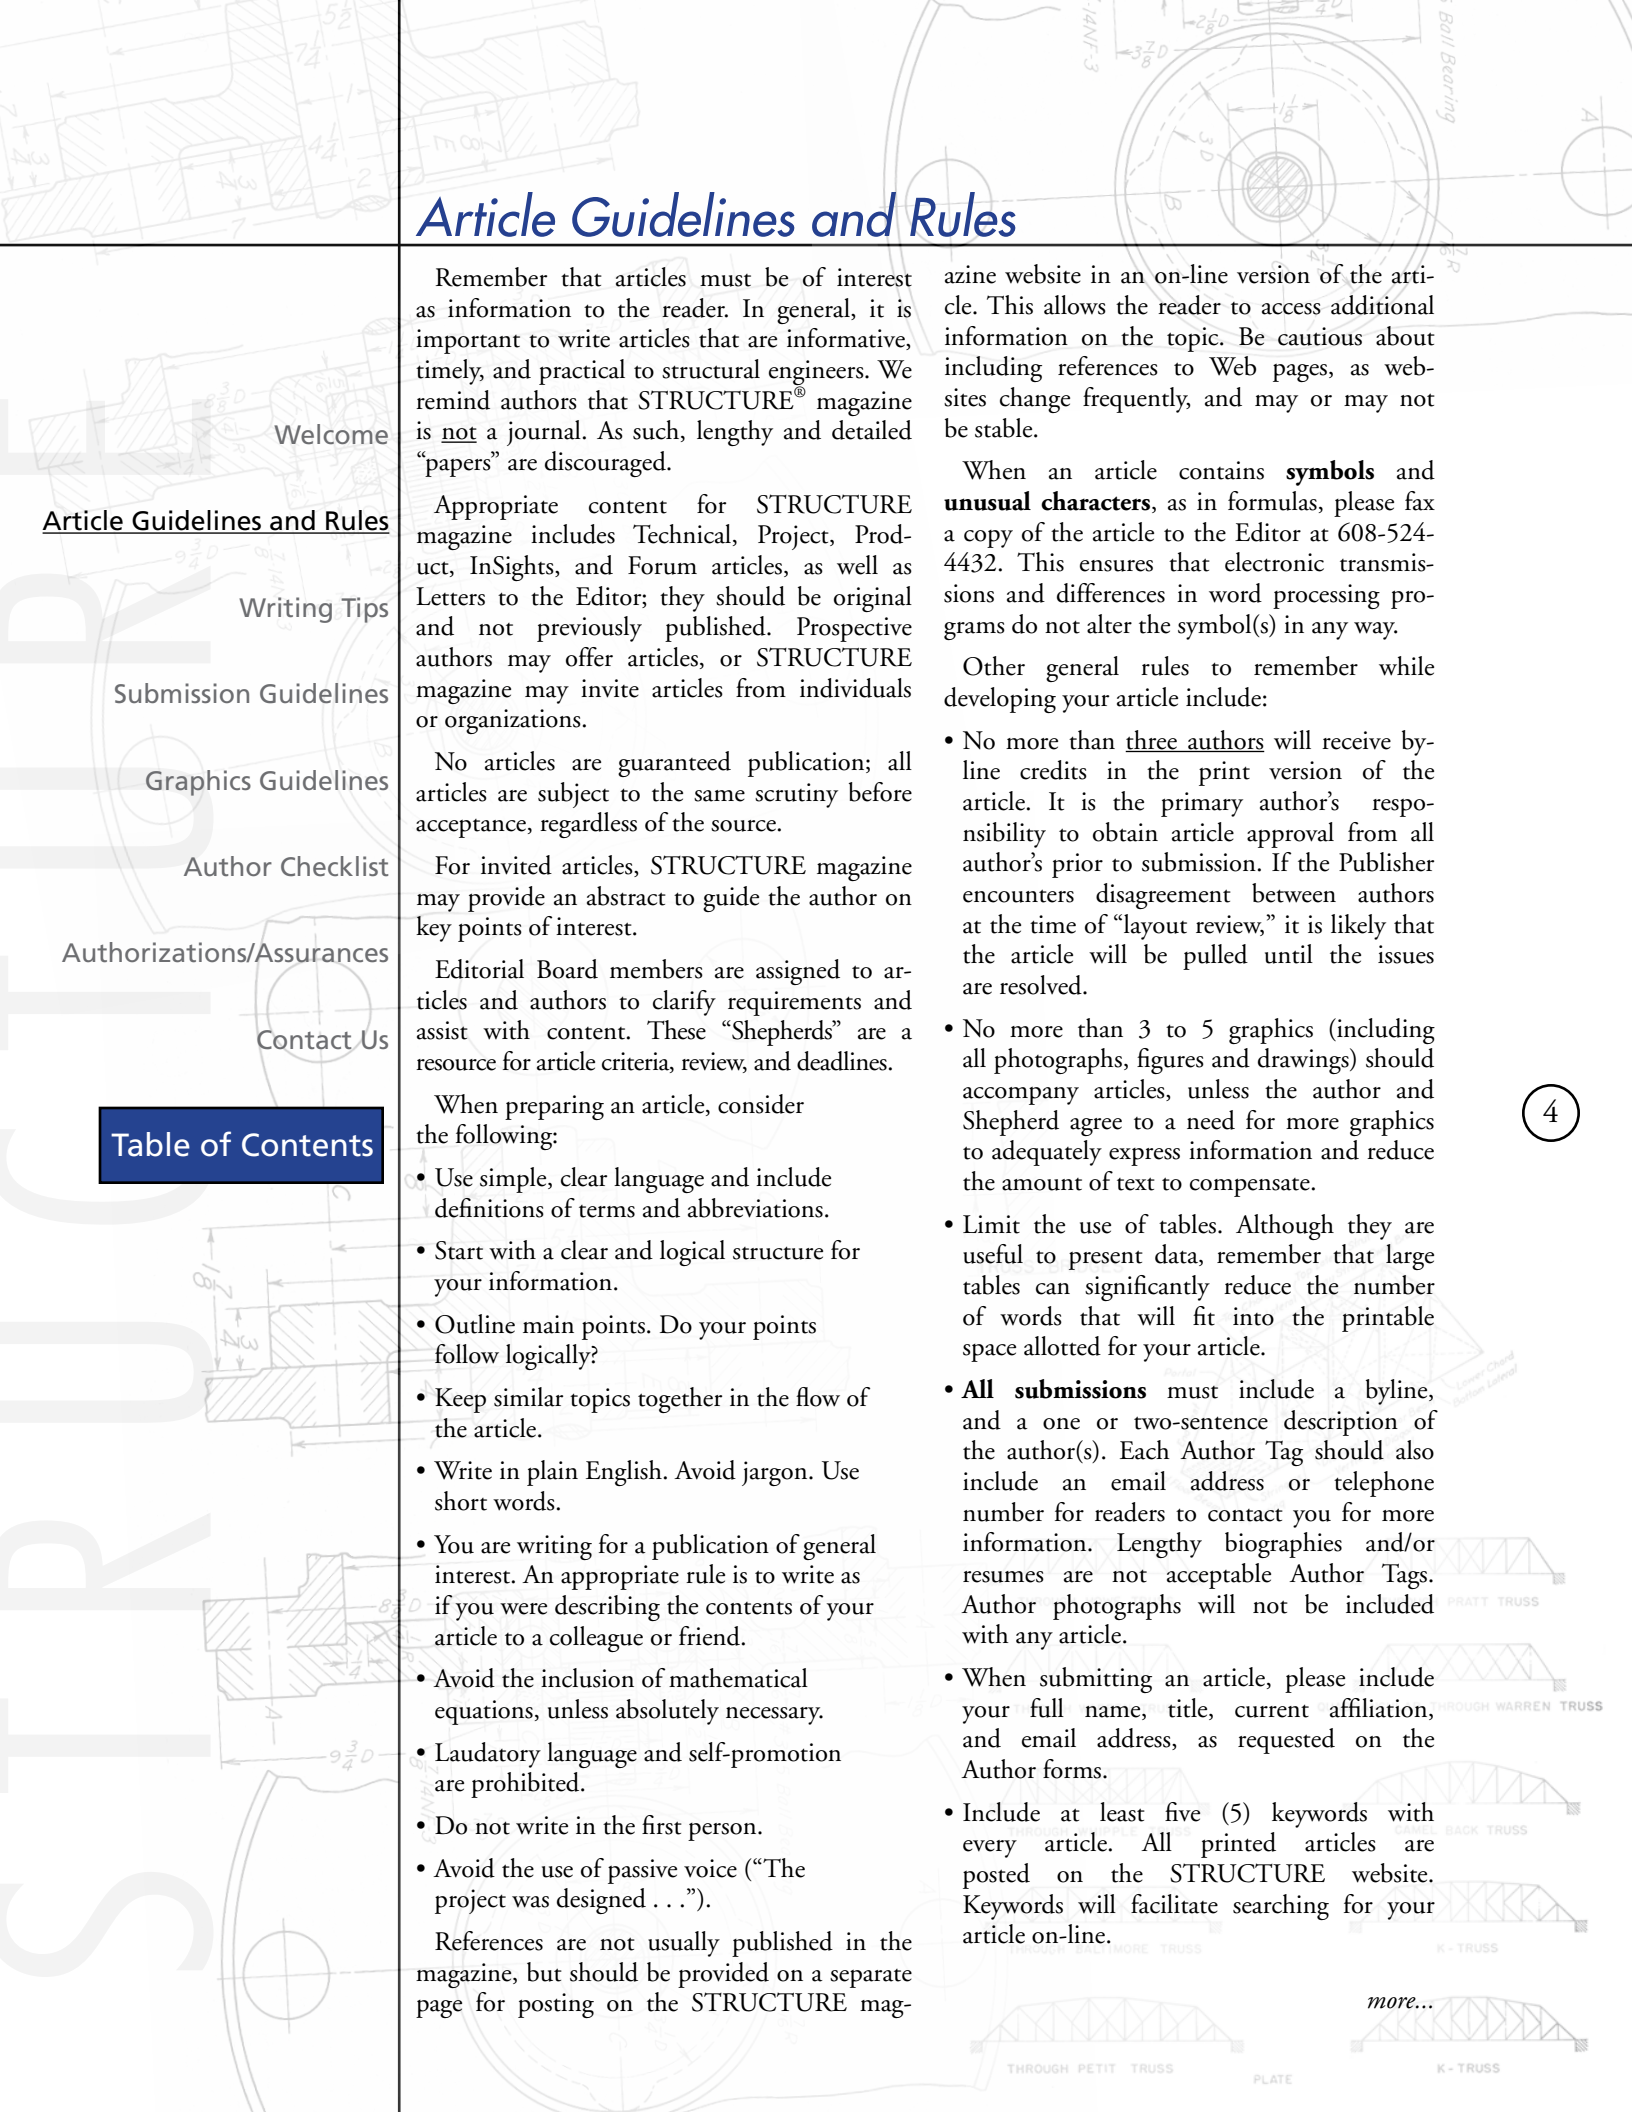 Article Guidelines and Rules
Welcome
Article Guidelines and Rules
Writing Tips
Submission Guidelines
Graphics Guidelines
Author Checklist
Authorizations/Assurances
Contact Us
Table of Contents
STRUCTURE
Remember that articles must be of interest
as information to the reader. In general, it is
important to write articles that are informative,
timely, and practical to structural engineers. We
remind authors that STRUCTURE® magazine
is not a journal. As such, lengthy and detailed
“papers” are discouraged.
Appropriate content for STRUCTURE
magazine includes Technical, Project, Prod-
uct, InSights, and Forum articles, as well as
Letters to the Editor; they should be original
and not previously published. Prospective
authors may offer articles, or STRUCTURE
magazine may invite articles from individuals
or organizations.
No articles are guaranteed publication; all
articles are subject to the same scrutiny before
acceptance, regardless of the source.
For invited articles, STRUCTURE magazine
may provide an abstract to guide the author on
key points of interest.
Editorial Board members are assigned to ar-
ticles and authors to clarify requirements and
assist with content. These “Shepherds” are a
resource for article criteria, review, and deadlines.
When preparing an article, consider
the following:
• Use simple, clear language and include
definitions of terms and abbreviations.
• Start with a clear and logical structure for
your information.
• Outline main points. Do your points
follow logically?
• Keep similar topics together in the flow of
the article.
• Write in plain English. Avoid jargon. Use
short words.
• You are writing for a publication of general
interest. An appropriate rule is to write as
if you were describing the contents of your
article to a colleague or friend.
• Avoid the inclusion of mathematical
equations, unless absolutely necessary.
• Laudatory language and self-promotion
are prohibited.
• Do not write in the first person.
• Avoid the use of passive voice (“The
project was designed . . .”).
References are not usually published in the
magazine, but should be provided on a separate
page for posting on the STRUCTURE mag-
azine website in an on-line version of the arti-
cle. This allows the reader to access additional
information on the topic. Be cautious about
including references to Web pages, as web-
sites change frequently, and may or may not
be stable.
When an article contains symbols and
unusual characters, as in formulas, please fax
a copy of the article to the Editor at 608-524-
4432. This ensures that electronic transmis-
sions and differences in word processing pro-
grams do not alter the symbol(s) in any way.
Other general rules to remember while
developing your article include:
• No more than three authors will receive by-
line credits in the print version of the
article. It is the primary author’s respo-
nsibility to obtain article approval from all
author’s prior to submission. If the Publisher
encounters disagreement between authors
at the time of “layout review,” it is likely that
the article will be pulled until the issues
are resolved.
• No more than 3 to 5 graphics (including
all photographs, figures and drawings) should
accompany articles, unless the author and
Shepherd agree to a need for more graphics
to adequately express information and reduce
the amount of text to compensate.
• Limit the use of tables. Although they are
useful to present data, remember that large
tables can significantly reduce the number
of words that will fit into the printable
space allotted for your article.
• All submissions must include a byline,
and a one or two-sentence description of
the author(s). Each Author Tag should also
include an email address or telephone
number for readers to contact you for more
information. Lengthy biographies and/or
resumes are not acceptable Author Tags.
Author photographs will not be included
with any article.
• When submitting an article, please include
your full name, title, current affiliation,
and email address, as requested on the
Author forms.
• Include at least five (5) keywords with
every article. All printed articles are
posted on the STRUCTURE website.
Keywords will facilitate searching for your
article on-line.
more...
4
PRATT TRUSS
THROUGH WARREN TRUSS
THROUGH WHIPPLE TRUSS
CAMEL BACK TRUSS
THROUGH BALTIMORE TRUSS
K - TRUSS
THROUGH PETIT TRUSS
K - TRUSS
PLATE